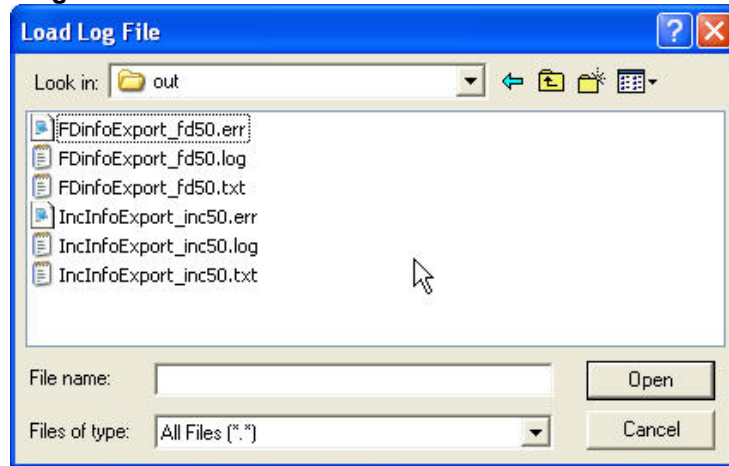 Load Log File
Look in: out
FDinfoExport_fd50.err
FDinfoExport_fd50.log
FDinfoExport_fd50.txt
IncInfoExport_inc50.err
IncInfoExport_inc50.log
IncInfoExport_inc50.txt
File name: Open
Files of type: All Files (*.*) Cancel